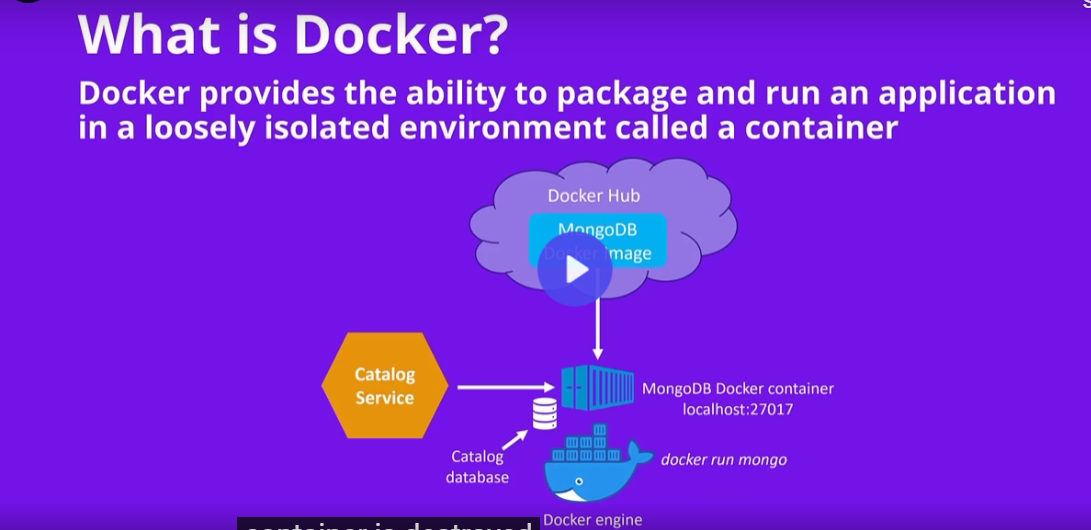 What is Docker?
Docker provides the ability to package and run an application
in a loosely isolated environment called a container
Docker Hub
MongoDB
Docker image
Catalog
Service
MongoDB Docker container
localhost:27017
Catalog
database
docker run mongo
Docker engine
container is destroyed